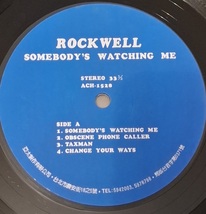 ROCKWELL
SOMEBODY'S WATCHING ME
STEREO 33⅓
ACH-1528
SIDE A
1. SOMEBODY'S WATCHING ME
2. OBSCENE PHONE CALLER
3. TAXMAN
4. CHANGE YOUR WAYS